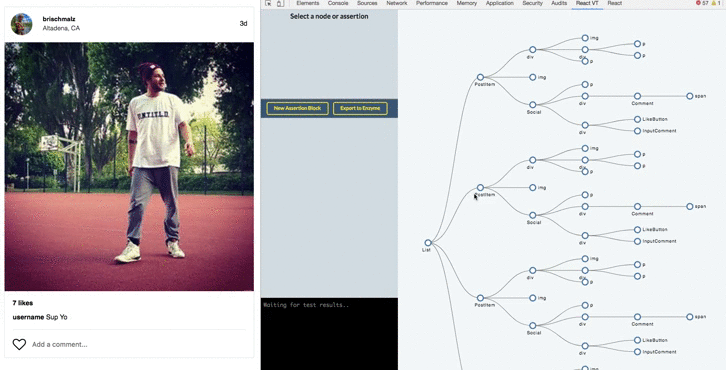 brischmalz
Altadena, CA
3d
7 likes
username Sup Yo
Add a comment...
Elements Console Sources Network Performance Memory Application Security Audits React VT React 57 1
Select a node or assertion
New Assertion Block
Export to Enzyme
Waiting for test results..
List
PostItem
div
img
div
p
p
p
img
Social
p
div
Comment
span
div
LikeButton
InputComment
PostItem
div
img
div
p
p
p
img
Social
p
div
Comment
span
div
LikeButton
InputComment
PostItem
div
img
div
p
p
p
img
Social
p
div
Comment
span
div
LikeButton
InputComment
img